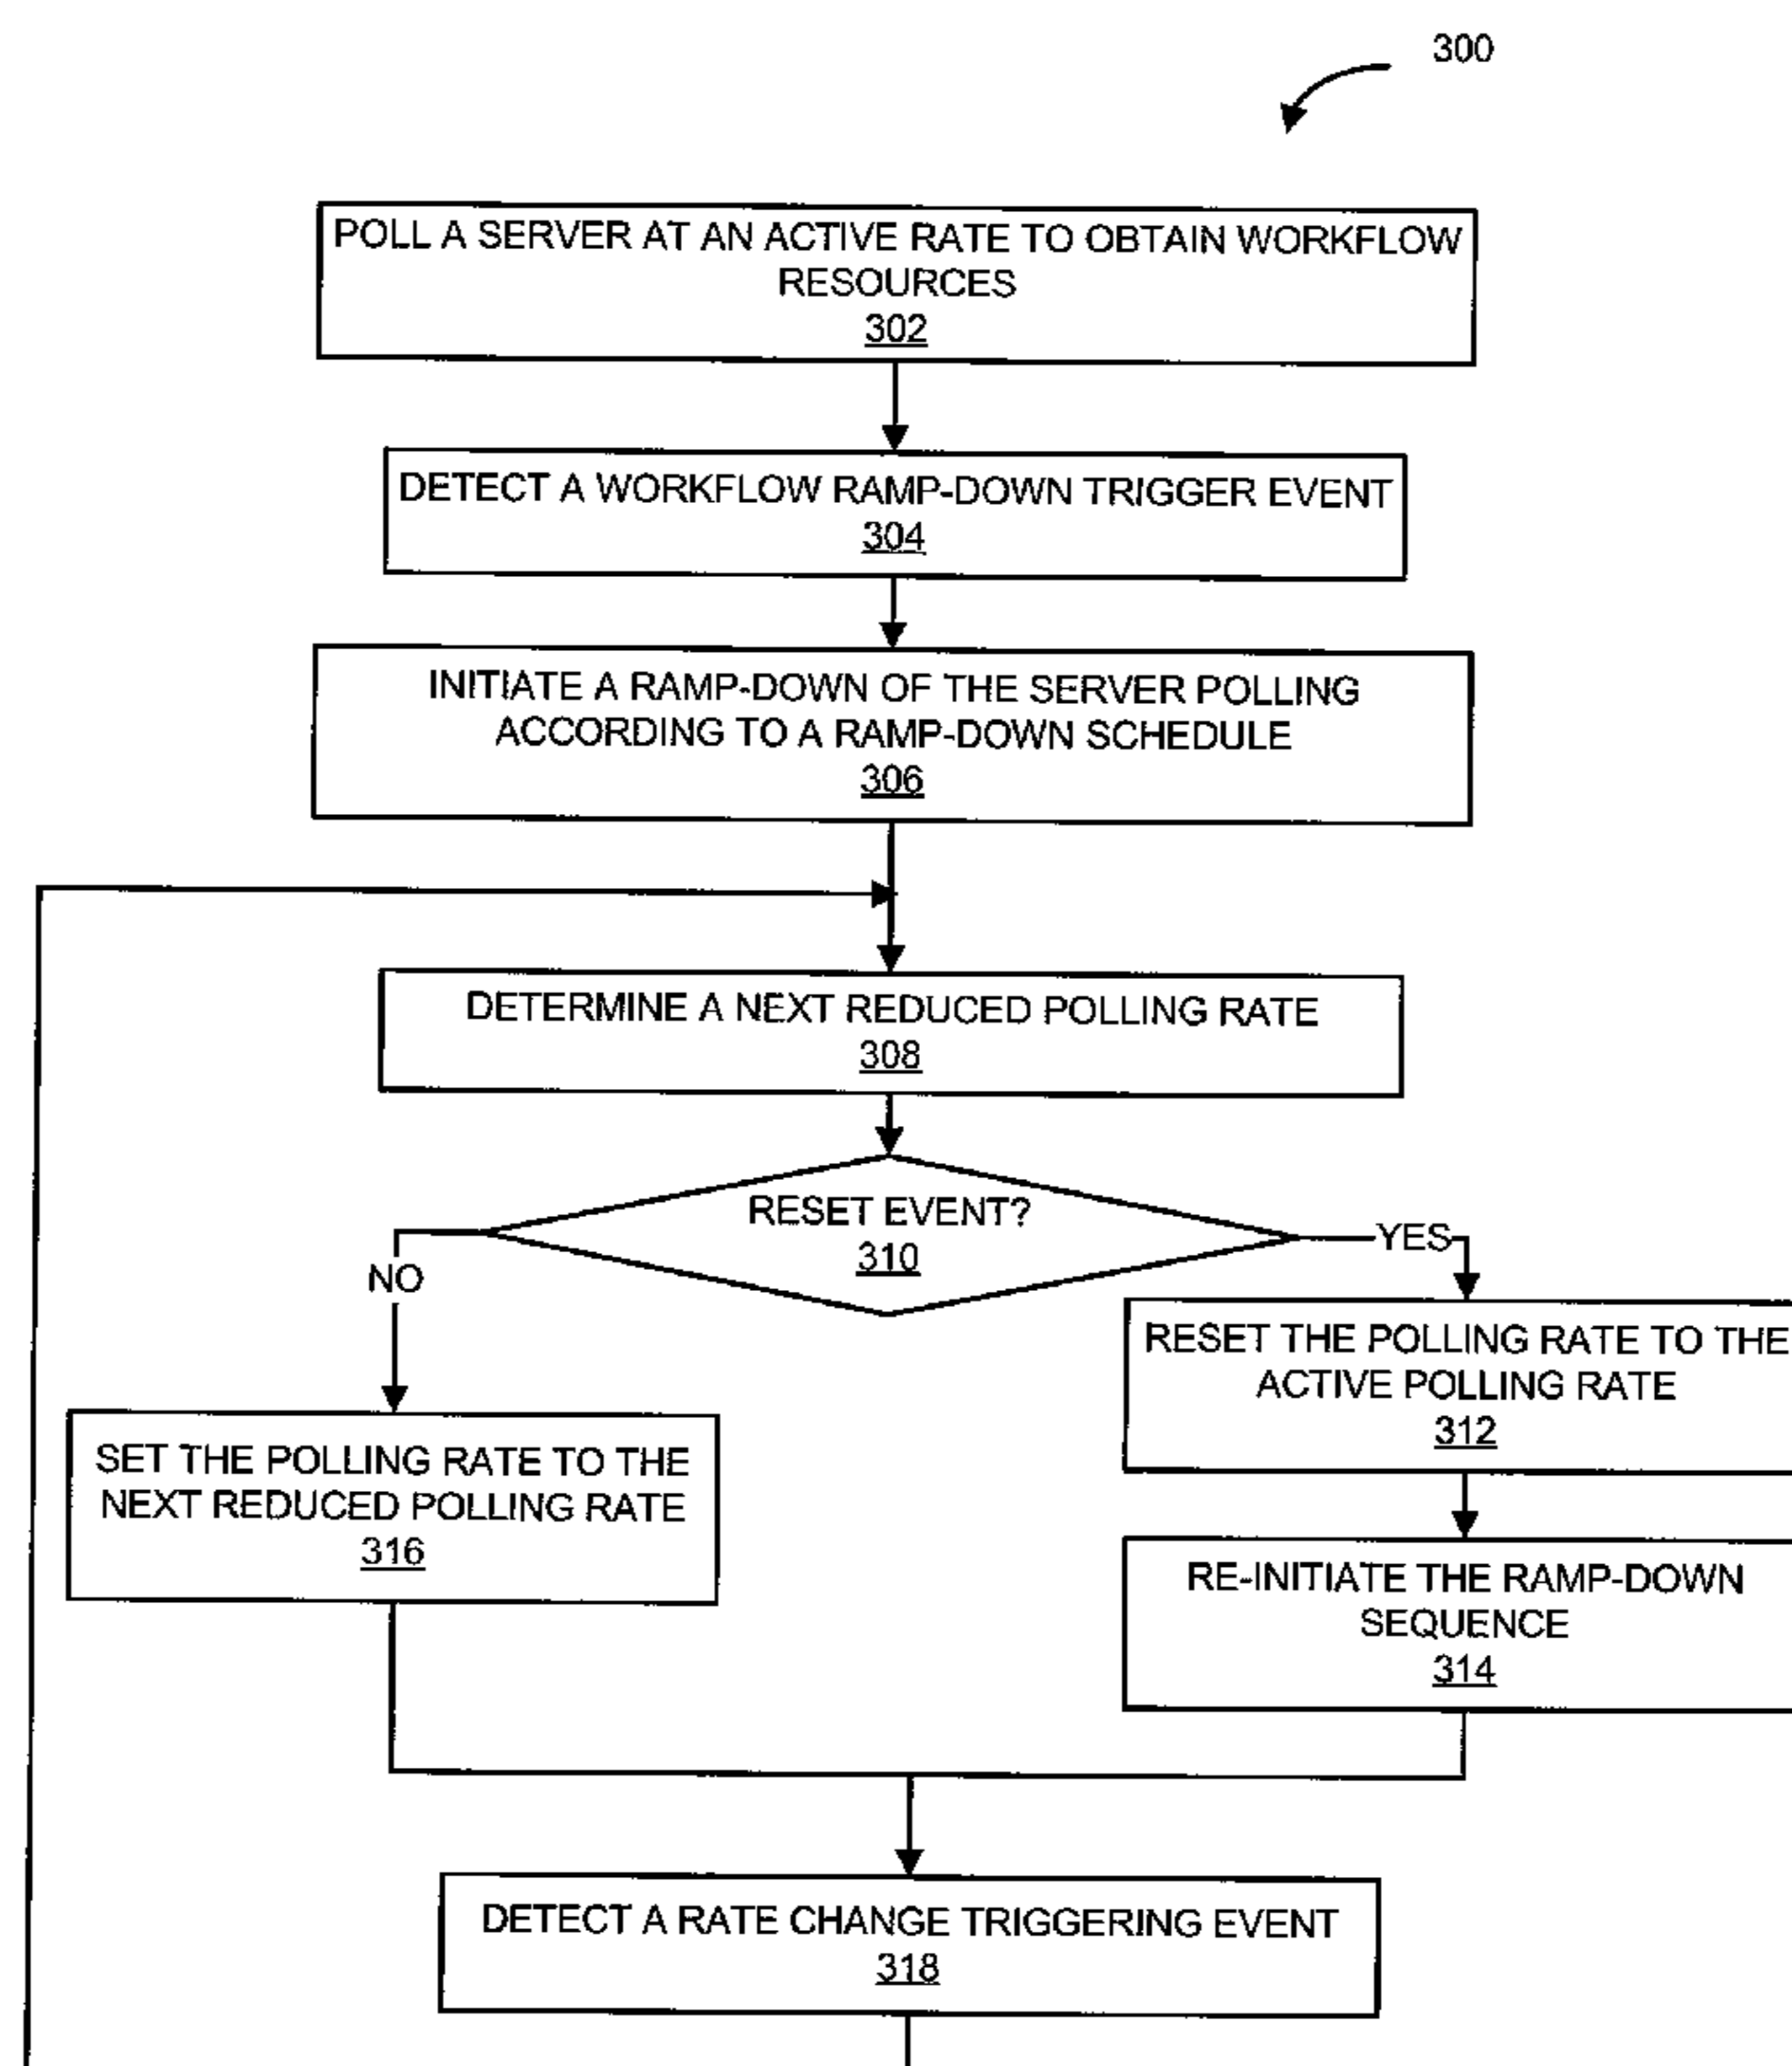 300
POLL A SERVER AT AN ACTIVE RATE TO OBTAIN WORKFLOW
RESOURCES
302
DETECT A WORKFLOW RAMP-DOWN TRIGGER EVENT
304
INITIATE A RAMP-DOWN OF THE SERVER POLLING
ACCORDING TO A RAMP-DOWN SCHEDULE
306
DETERMINE A NEXT REDUCED POLLING RATE
308
RESET EVENT?
310
YES
NO
RESET THE POLLING RATE TO THE
ACTIVE POLLING RATE
312
SET THE POLLING RATE TO THE
NEXT REDUCED POLLING RATE
316
RE-INITIATE THE RAMP-DOWN
SEQUENCE
314
DETECT A RATE CHANGE TRIGGERING EVENT
318